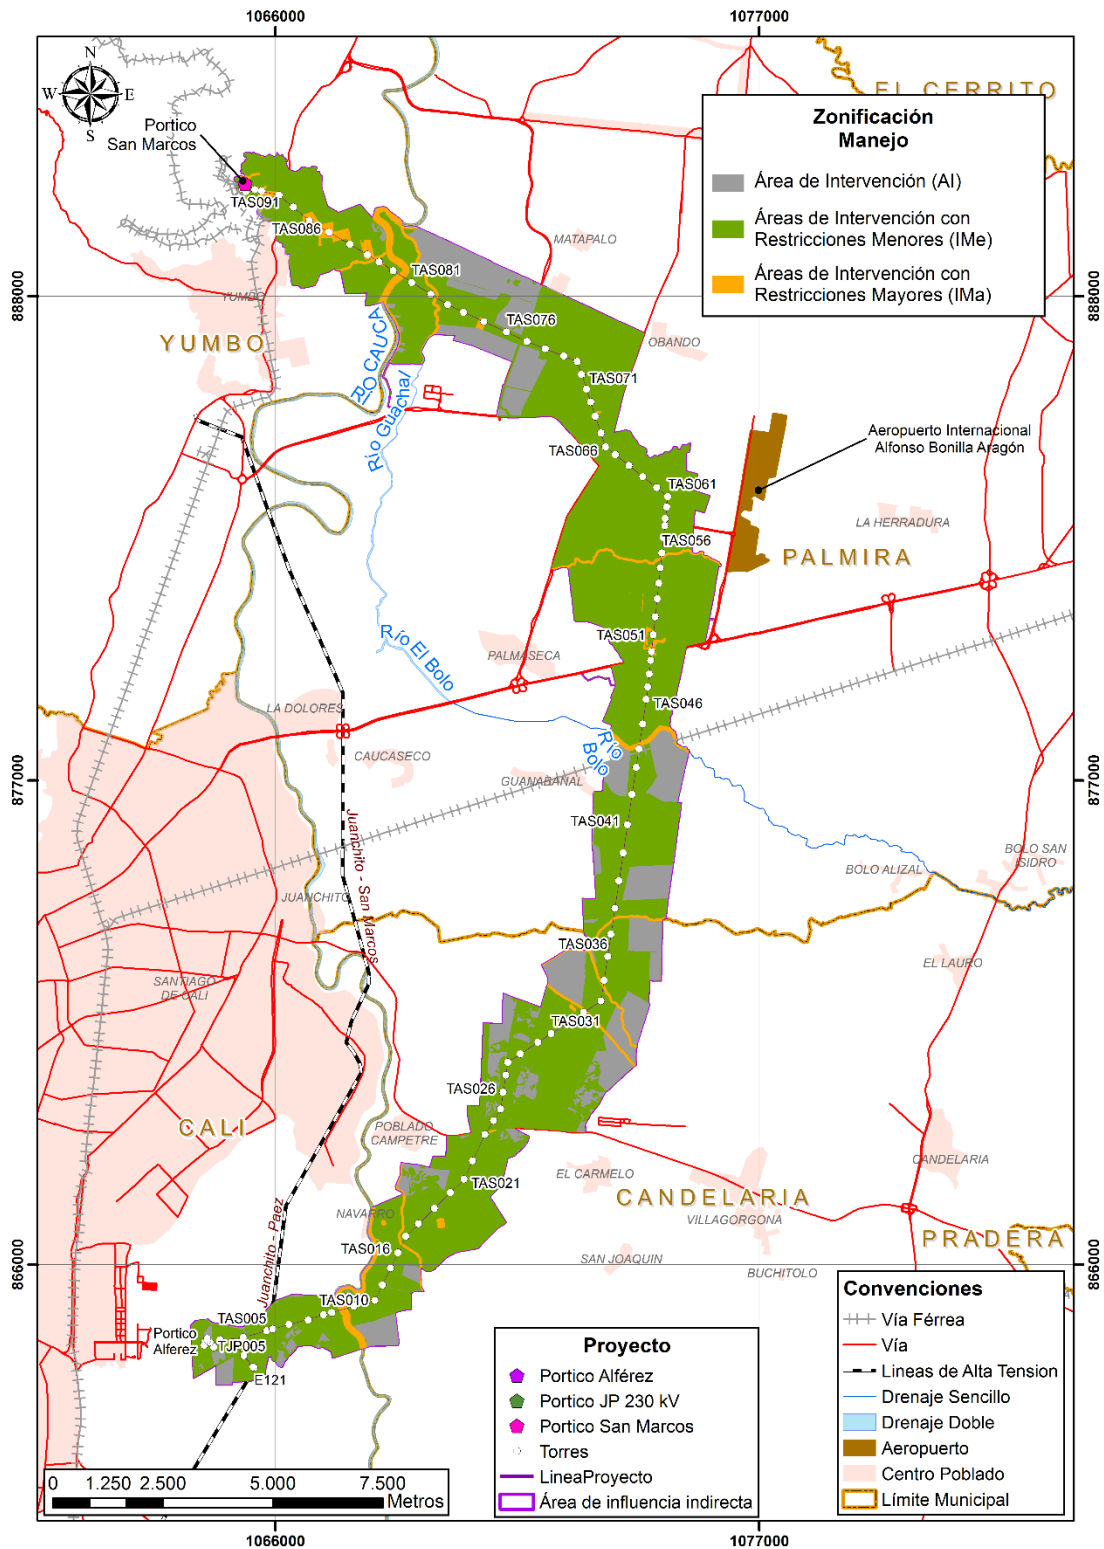 1066000
1077000
N
W
E
S
EL CERRITO
Portico
San Marcos
Zonificación
Manejo
Área de Intervención (AI)
Áreas de Intervención con
Restricciones Menores (IMe)
Áreas de Intervención con
Restricciones Mayores (IMa)
TAS091
TAS086
MATAPALO
TAS081
888000
888000
YUMBO
TAS076
RÍO CAUCA
YUMBO
OBANDO
TAS071
Río Guachal
Aeropuerto Internacional
Alfonso Bonilla Aragón
TAS066
TAS061
LA HERRADURA
TAS056
PALMIRA
TAS051
Río El Bolo
PALMASECA
TAS046
LA DOLORES
Río
Bolo
CAUCASECO
GUANABANAL
877000
877000
Juanchito - San Marcos
TAS041
BOLO SAN
ISIDRO
BOLO ALIZAL
JUANCHITO
TAS036
EL LAURO
SANTIAGO
DE CALI
TAS031
TAS026
CALI
POBLADO
CAMPETRE
EL CARMELO
CANDELARIA
TAS021
CANDELARIA
NAVARRO
VILLAGORGONA
Juanchito - Paez
TAS016
PRADERA
SAN JOAQUIN
BUCHITOLO
866000
866000
TAS010
TAS005
Portico
Alferez
TJP005
E121
Proyecto
Portico Alférez
Portico JP 230 kV
Portico San Marcos
Torres
LineaProyecto
Área de influencia indirecta
Convenciones
Vía Férrea
Vía
Lineas de Alta Tension
Drenaje Sencillo
Drenaje Doble
Aeropuerto
Centro Poblado
Límite Municipal
0 1.250 2.500 5.000 7.500
Metros
1066000
1077000